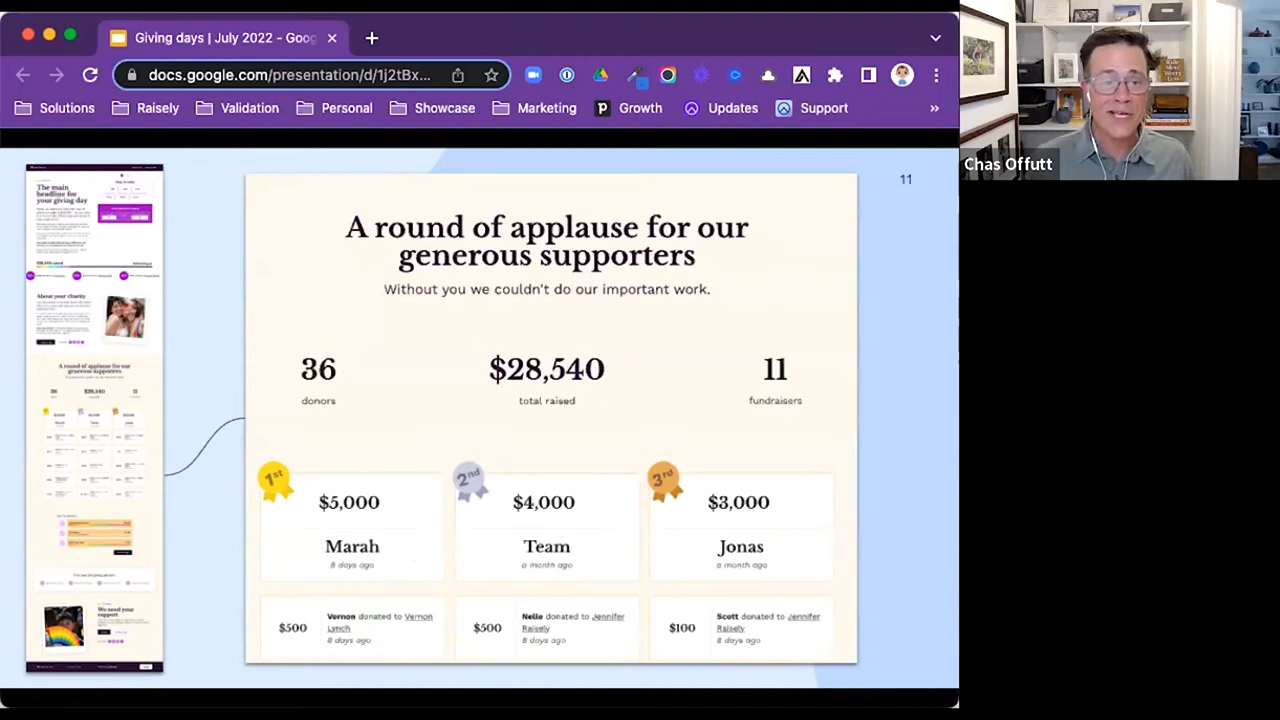 Giving days | July 2022 - Goog
docs.google.com/presentation/d/1j2tBx...
Solutions
Raisely
Validation
Personal
Showcase
Marketing
Growth
Updates
Support
»
Chas Offutt
The main
headline for
your giving day
About your charity
A round of applause for our
generous supporters
We need your
support
11
A round of applause for our
generous supporters
Without you we couldn't do our important work.
36
donors
$28,540
total raised
11
fundraisers
1st
$5,000
Marah
8 days ago
2nd
$4,000
Team
a month ago
3rd
$3,000
Jonas
a month ago
$500
Vernon donated to Vernon
Lynch
8 days ago
$500
Nelle donated to Jennifer
Raisely
8 days ago
$100
Scott donated to Jennifer
Raisely
8 days ago